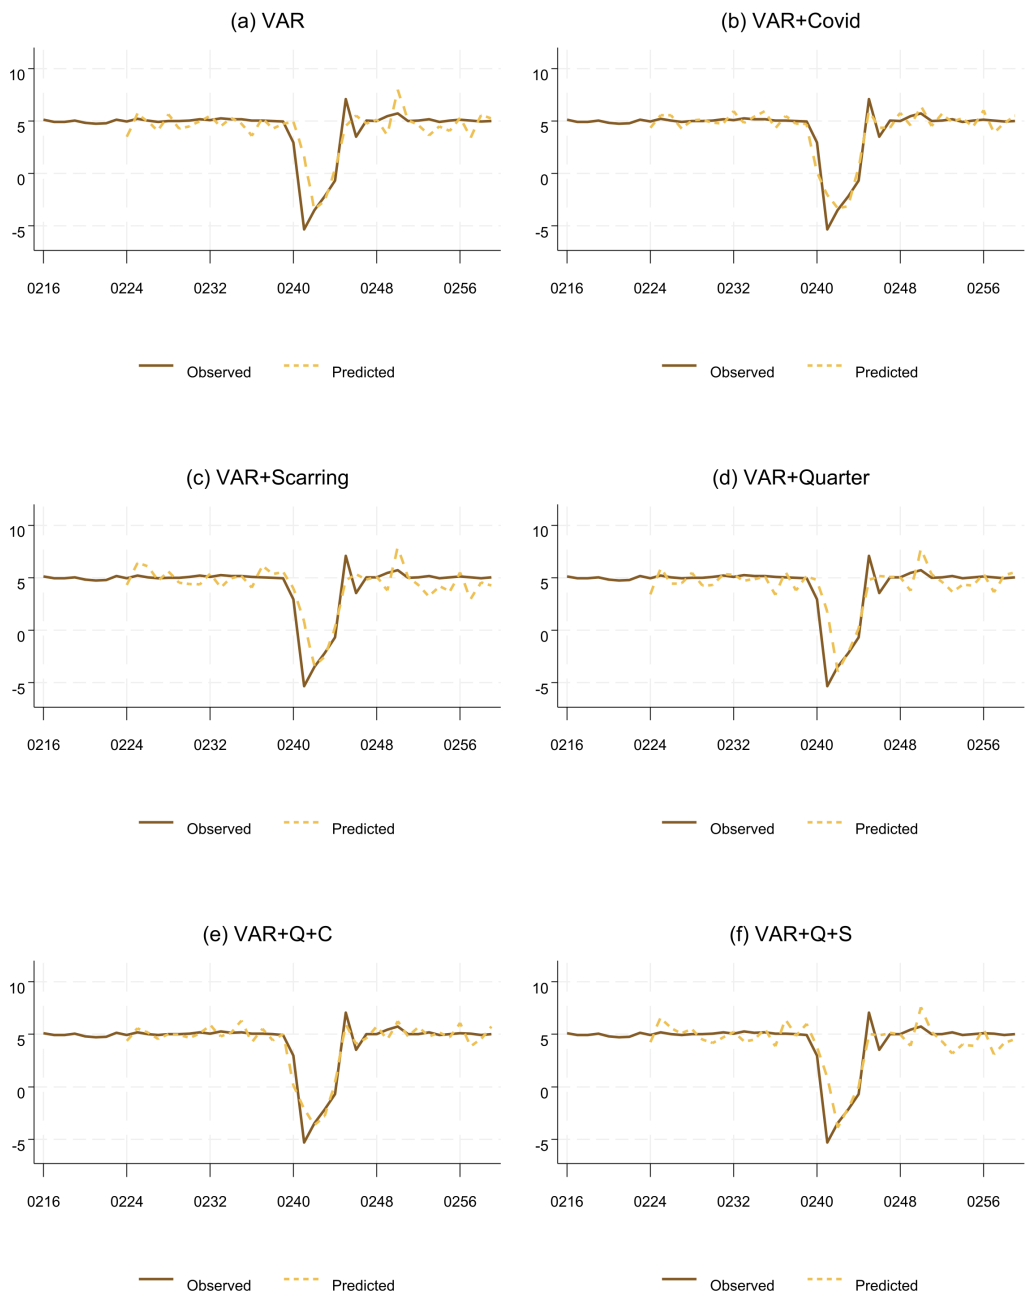 (a) VAR
(b) VAR+Covid
10
5
0
-5
0216 0224 0232 0240 0248 0256
Observed Predicted
10
5
0
-5
0216 0224 0232 0240 0248 0256
Observed Predicted
(c) VAR+Scarring
(d) VAR+Quarter
10
5
0
-5
0216 0224 0232 0240 0248 0256
Observed Predicted
10
5
0
-5
0216 0224 0232 0240 0248 0256
Observed Predicted
(e) VAR+Q+C
(f) VAR+Q+S
10
5
0
-5
0216 0224 0232 0240 0248 0256
Observed Predicted
10
5
0
-5
0216 0224 0232 0240 0248 0256
Observed Predicted